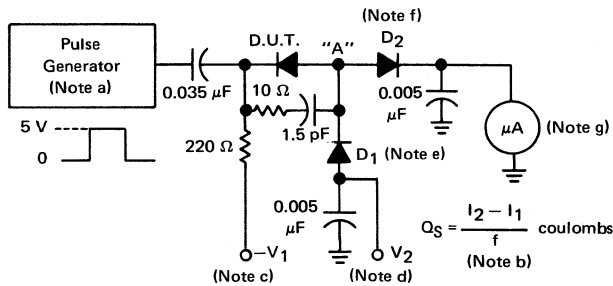 Pulse
Generator
(Note a)
5 V
0
0.035 μF
D.U.T.
"A"
(Note f)
D2
10 Ω
1.5 pF
220 Ω
D1 (Note e)
0.005
μF
μA
(Note g)
0.005
μF
−V1
(Note c)
V2
(Note d)
QS = I2 − I1 / f coulombs
(Note b)